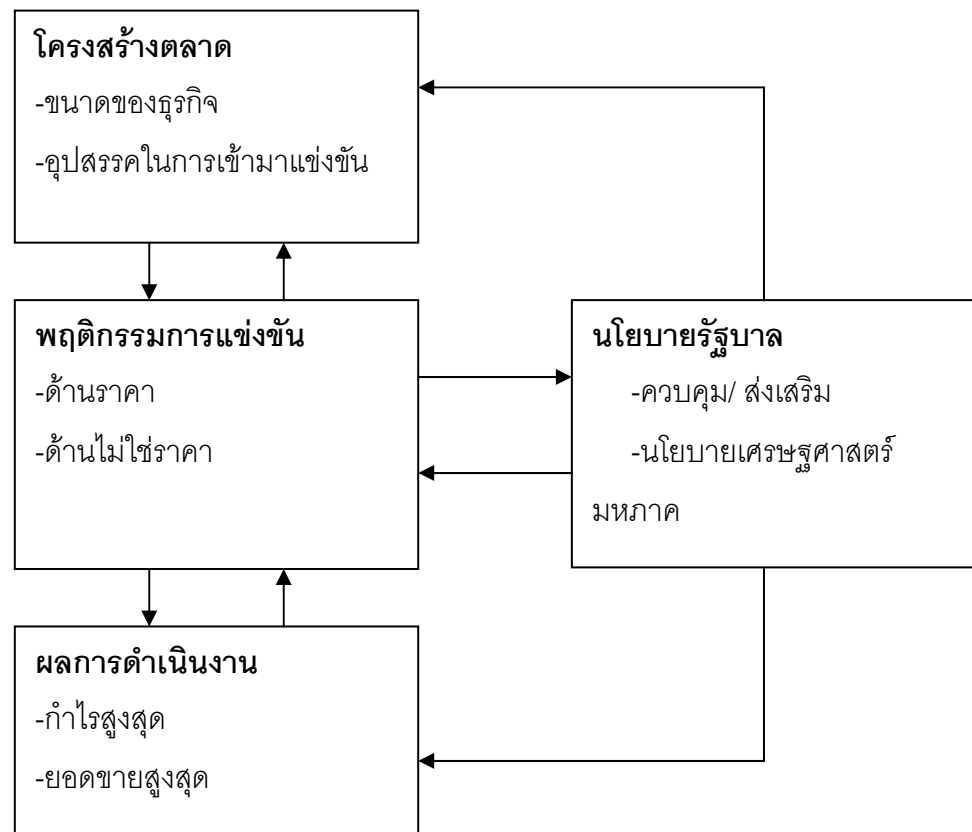 โครงสร้างตลาด
-ขนาดของธุรกิจ
-อุปสรรคในการเข้ามาแข่งขัน
พฤติกรรมการแข่งขัน
-ด้านราคา
-ด้านไม่ใช่ราคา
นโยบายรัฐบาล
-ควบคุม/ ส่งเสริม
-นโยบายเศรษฐศาสตร์
มหภาค
ผลการดำเนินงาน
-กำไรสูงสุด
-ยอดขายสูงสุด